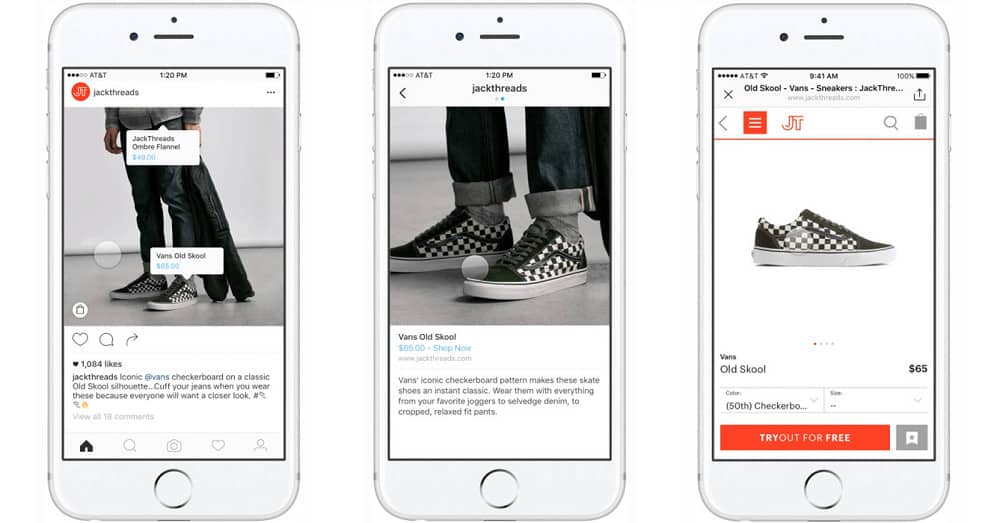 ●●●○○ AT&T 1:20 PM
JT jackthreads
JackThreads
Ombre Flannel
$49.00
Vans Old Skool
$65.00
1,084 likes
jackthreads Iconic @vans checkerboard on a classic
Old Skool silhouette...Cuff your jeans when you wear
these because everyone will want a closer look. #
View all 18 comments
●●●○○ AT&T 1:20 PM
jackthreads
Vans Old Skool
$65.00 - Shop Now
www.jackthreads.com
Vans' iconic checkerboard pattern makes these skate
shoes an instant classic. Wear them with everything
from your favorite joggers to selvedge denim, to
cropped, relaxed fit pants.
●●●●● AT&T 9:41 AM 100%
Old Skool - Vans - Sneakers : JackThre...
www.jackthreads.com
JT
Vans
Old Skool $65
Color: Size:
(50th) Checkerbo... --
TRYOUT FOR FREE